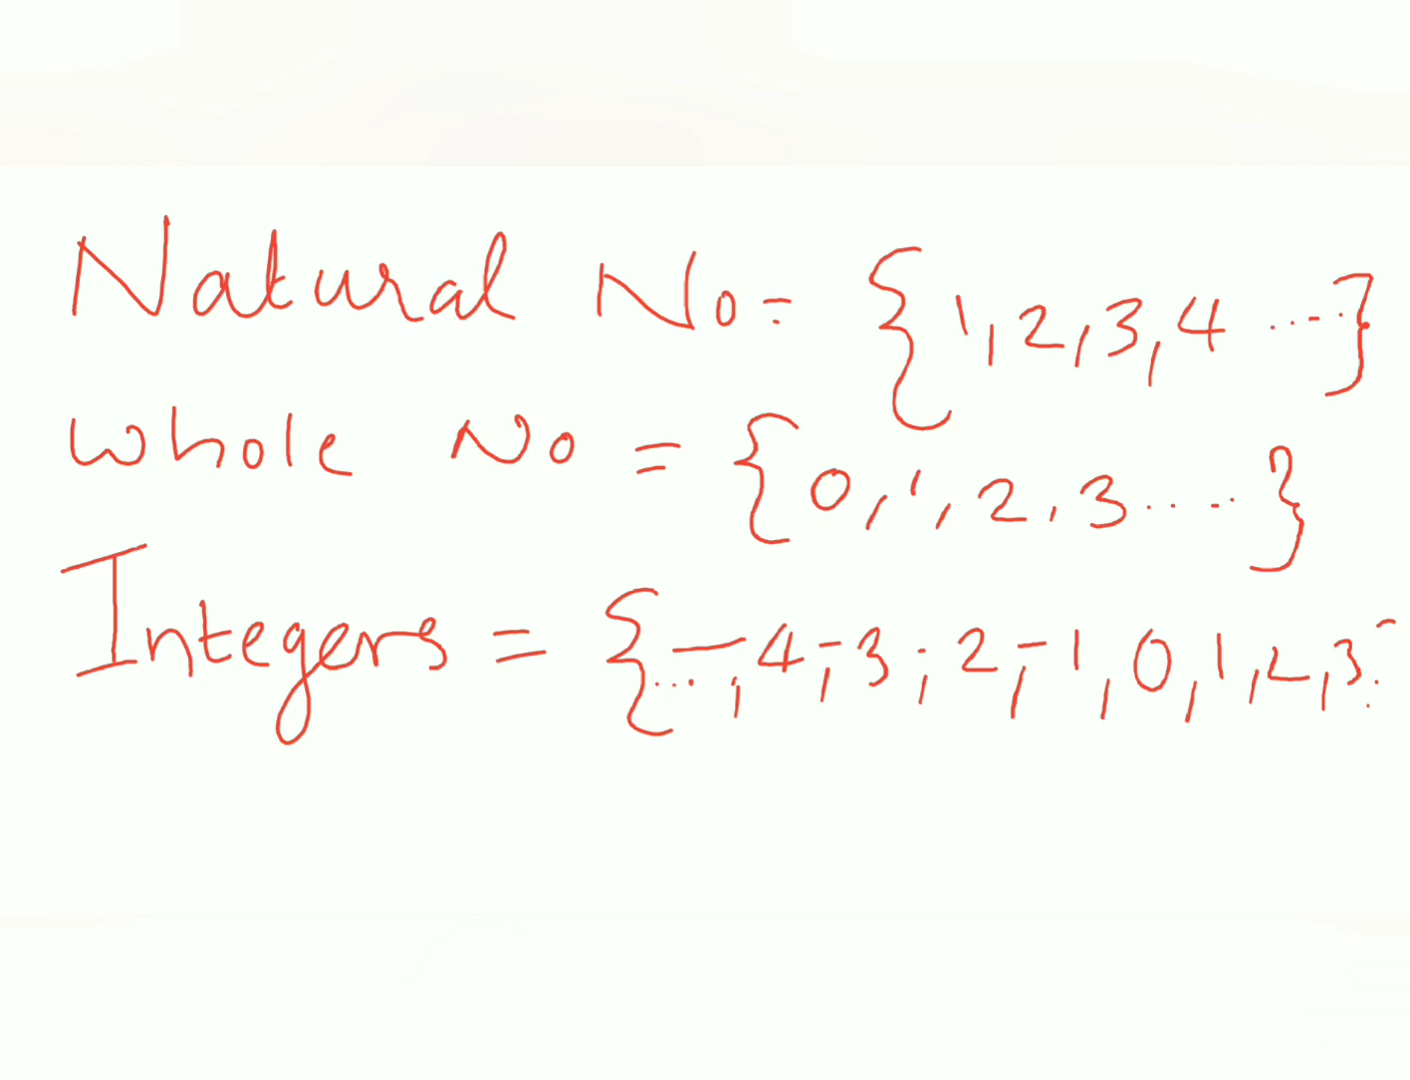 Natural No = {1,2,3,4 .....}
whole No = {0,1,2,3.....}
Integers = {...,-4,-3,-2,-1,0,1,2,3..